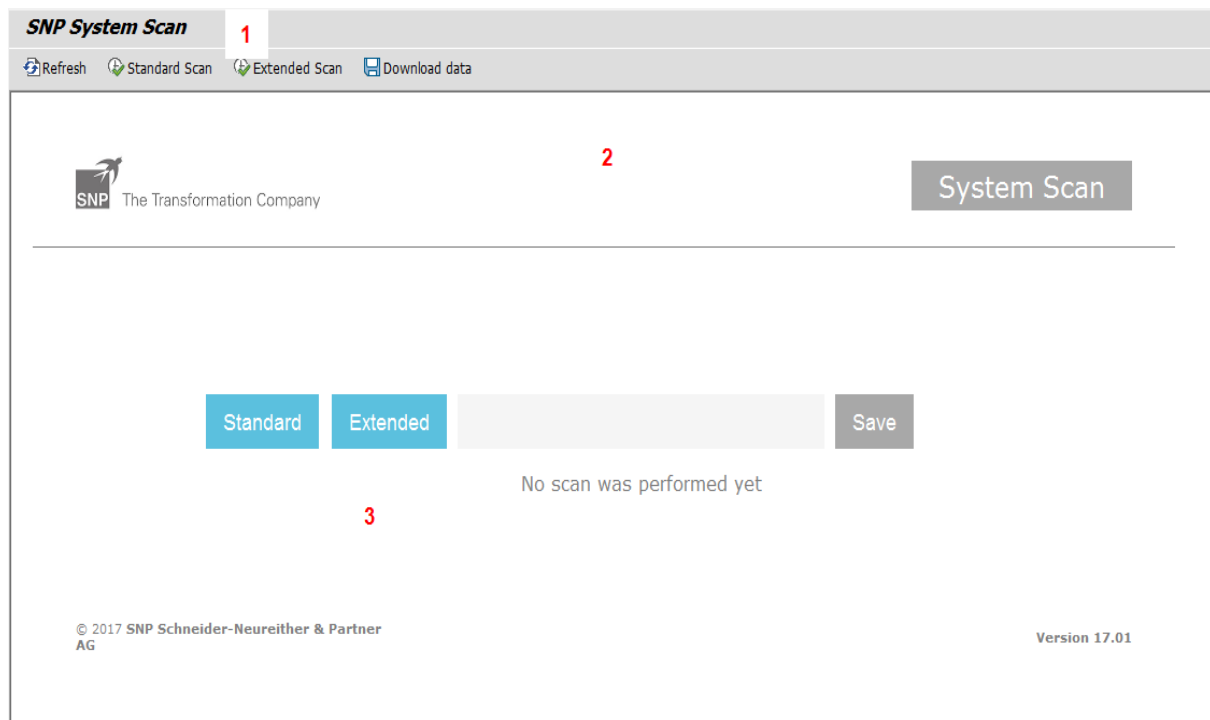 SNP System Scan
1
Refresh Standard Scan Extended Scan Download data
2
SNP The Transformation Company
System Scan
Standard Extended Save
No scan was performed yet
3
© 2017 SNP Schneider-Neureither & Partner
AG
Version 17.01